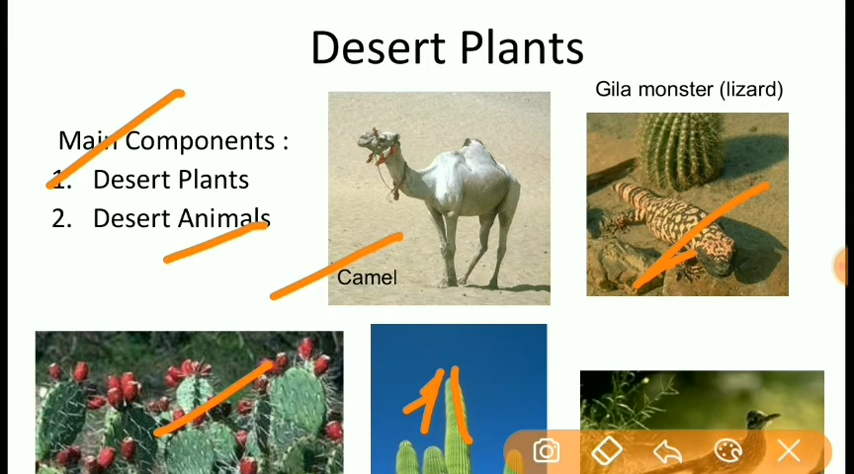 Desert Plants
Gila monster (lizard)
Main Components :
1. Desert Plants
2. Desert Animals
Camel